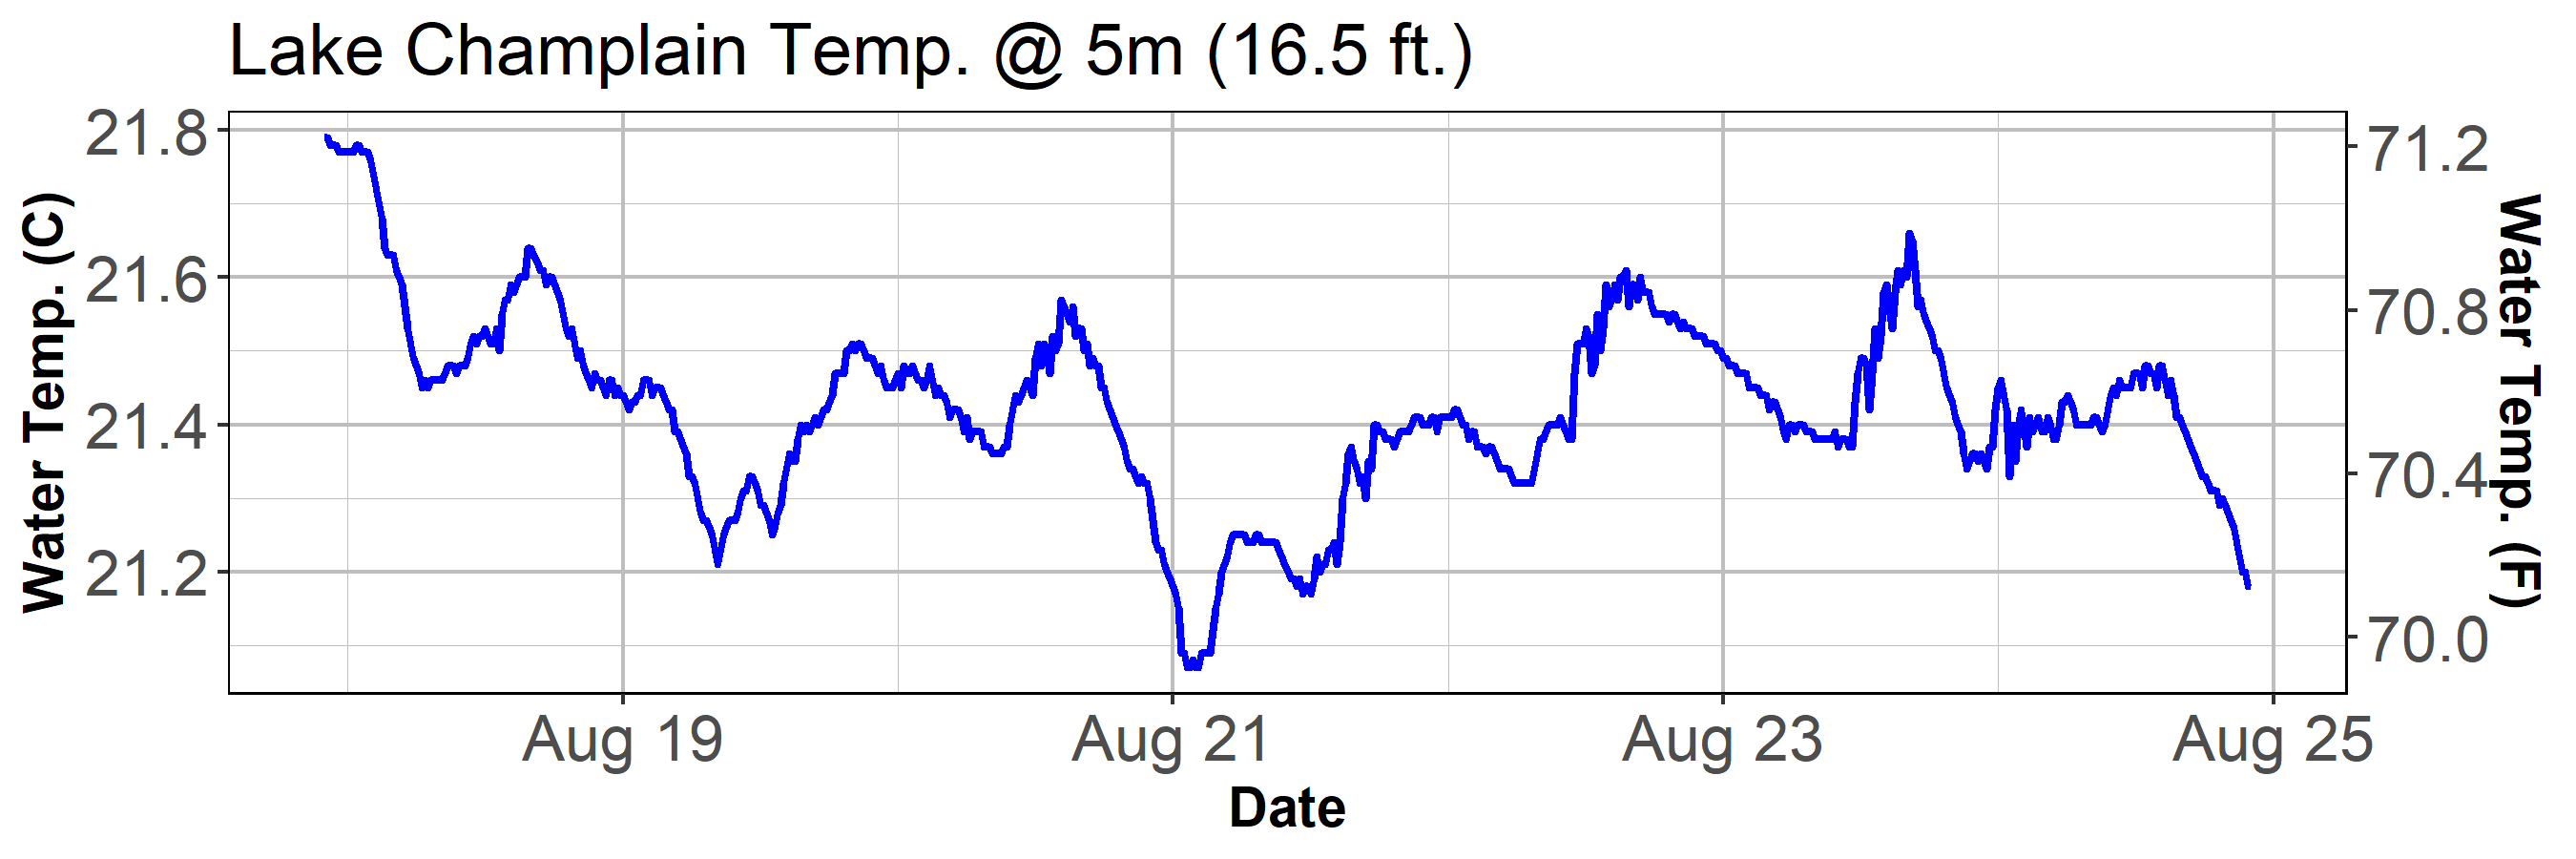 Lake Champlain Temp. @ 5m (16.5 ft.)
Water Temp. (C)
21.8
21.6
21.4
21.2
71.2
70.8
70.4
70.0
Water Temp. (F)
Aug 19 Aug 21 Aug 23 Aug 25
Date